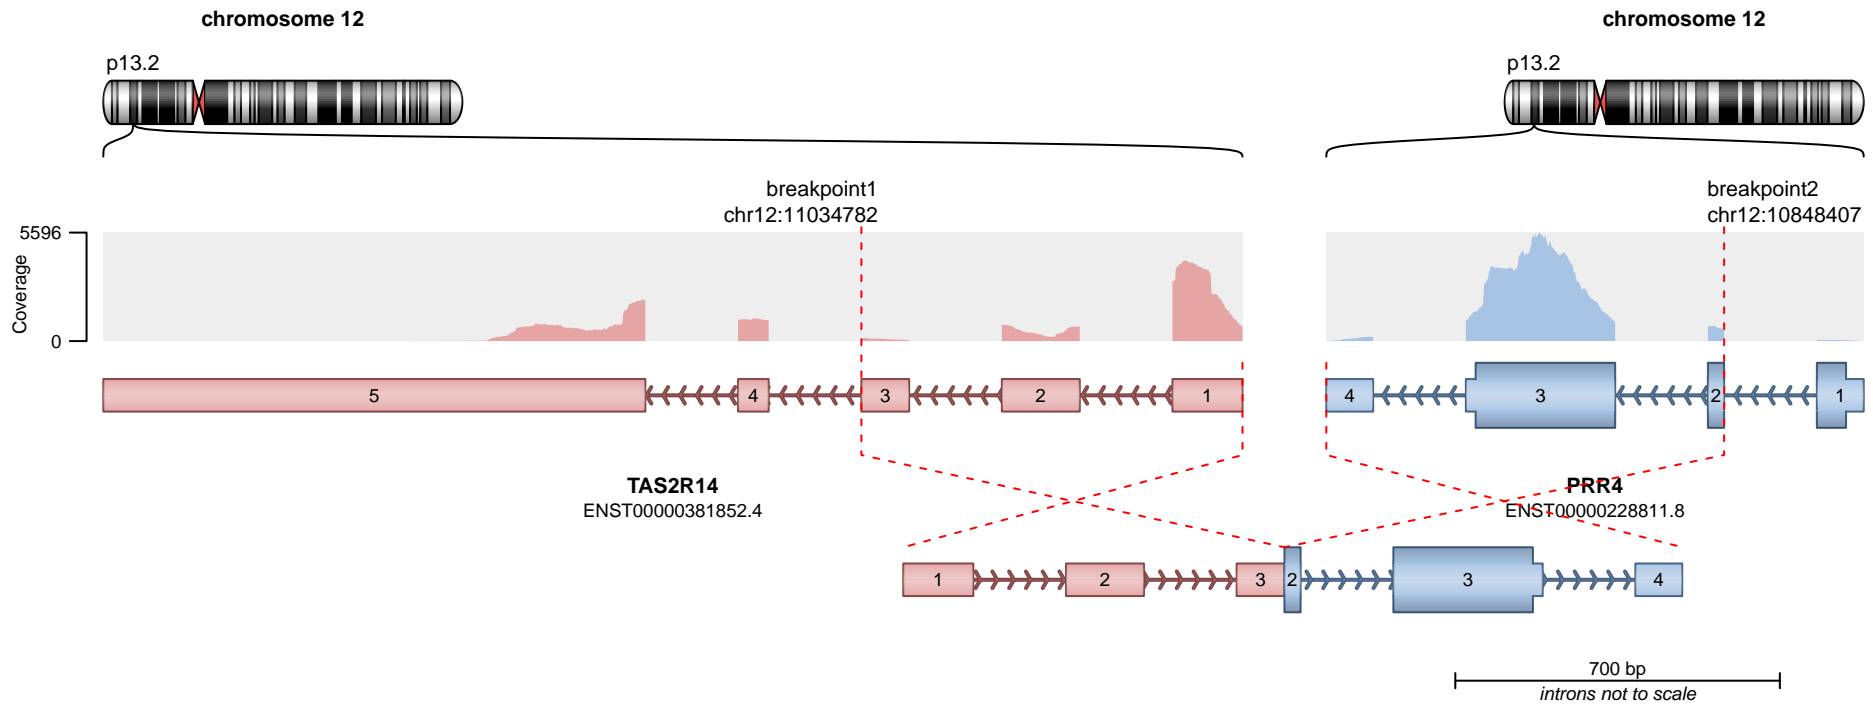 chromosome 12
chromosome 12
p13.2
p13.2
breakpoint1
chr12:11034782
breakpoint2
chr12:10848407
5596
Coverage
0
5
4
3
2
1
4
3
2
1
TAS2R14
ENST00000381852.4
PRR4
ENST00000228811.8
1
2
3
2
3
4
700 bp
introns not to scale